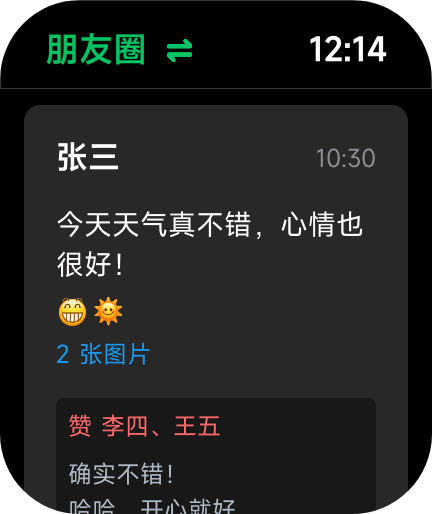 朋友圈 ⇌ 12:14
张三 10:30
今天天气真不错，心情也
很好！
😁🌞
2 张图片
赞 李四、王五
确实不错！
哈哈，开心就好